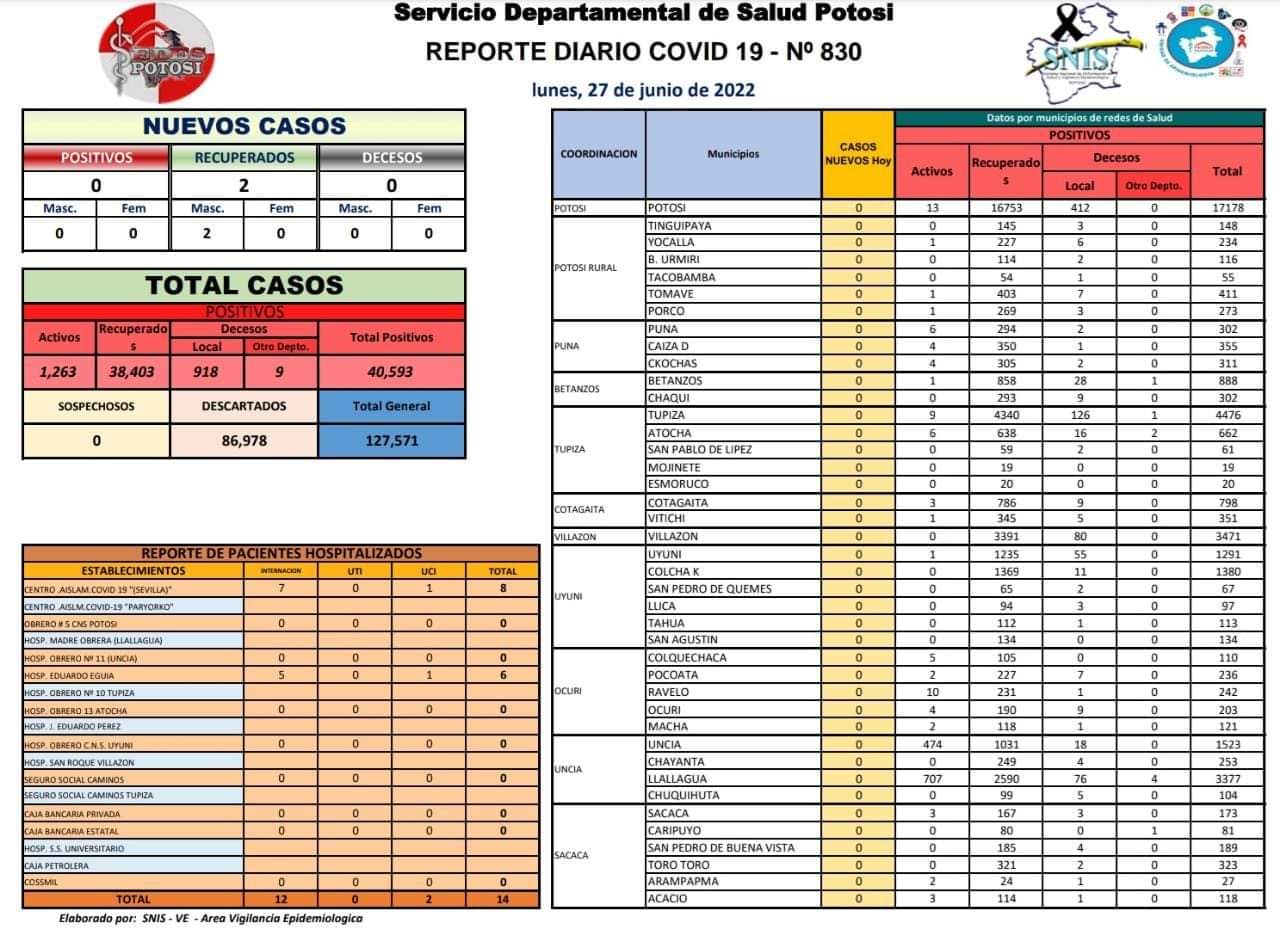 Servicio Departamental de Salud Potosi
REPORTE DIARIO COVID 19 - Nº 830
lunes, 27 de junio de 2022
SEDES
POTOSI
SNIS
NUEVOS CASOS
POSITIVOS RECUPERADOS DECESOS
0 2 0
Masc. Fem Masc. Fem Masc. Fem
0 0 2 0 0 0
TOTAL CASOS
POSITIVOS
Activos Recuperados Decesos Total Positivos
Local Otro Depto.
1,263 38,403 918 9 40,593
SOSPECHOSOS DESCARTADOS Total General
0 86,978 127,571
REPORTE DE PACIENTES HOSPITALIZADOS
ESTABLECIMIENTOS INTERNACION UTI UCI TOTAL
CENTRO .AISLAM.COVID 19 "(SEVILLA)" 7 0 1 8
CENTRO .AISLM.COVID-19 "PARYORKO"
OBRERO # 5 CNS POTOSI 0 0 0 0
HOSP. MADRE OBRERA (LLALLAGUA)
HOSP. OBRERO Nº 11 (UNCIA) 0 0 0 0
HOSP. EDUARDO EGUIA 5 0 1 6
HOSP. OBRERO Nº 10 TUPIZA
HOSP. OBRERO 13 ATOCHA 0 0 0 0
HOSP. J. EDUARDO PEREZ
HOSP. OBRERO C.N.S. UYUNI 0 0 0 0
HOSP. SAN ROQUE VILLAZON
SEGURO SOCIAL CAMINOS 0 0 0 0
SEGURO SOCIAL CAMINOS TUPIZA
CAJA BANCARIA PRIVADA 0 0 0 0
CAJA BANCARIA ESTATAL 0 0 0 0
HOSP. S.S. UNIVERSITARIO
CAJA PETROLERA
COSSMIL 0 0 0 0
TOTAL 12 0 2 14
Elaborado por: SNIS - VE - Area Vigilancia Epidemiologica
Datos por municipios de redes de Salud
POSITIVOS
COORDINACION Municipios CASOS NUEVOS Hoy Activos Recuperados Decesos Total
Local Otro Depto.
POTOSI POTOSI 0 13 16753 412 0 17178
POTOSI RURAL
TINGUIPAYA 0 0 145 3 0 148
YOCALLA 0 1 227 6 0 234
B. URMIRI 0 0 114 2 0 116
TACOBAMBA 0 0 54 1 0 55
TOMAVE 0 1 403 7 0 411
PORCO 0 1 269 3 0 273
PUNA
PUNA 0 6 294 2 0 302
CAIZA D 0 4 350 1 0 355
CKOCHAS 0 4 305 2 0 311
BETANZOS
BETANZOS 0 1 858 28 1 888
CHAQUI 0 0 293 9 0 302
TUPIZA
TUPIZA 0 9 4340 126 1 4476
ATOCHA 0 6 638 16 2 662
SAN PABLO DE LIPEZ 0 0 59 2 0 61
MOJINETE 0 0 19 0 0 19
ESMORUCO 0 0 20 0 0 20
COTAGAITA
COTAGAITA 0 3 786 9 0 798
VITICHI 0 1 345 5 0 351
VILLAZON VILLAZON 0 0 3391 80 0 3471
UYUNI
UYUNI 0 1 1235 55 0 1291
COLCHA K 0 0 1369 11 0 1380
SAN PEDRO DE QUEMES 0 0 65 2 0 67
LLICA 0 0 94 3 0 97
TAHUA 0 0 112 1 0 113
SAN AGUSTIN 0 0 134 0 0 134
OCURI
COLQUECHACA 0 5 105 0 0 110
POCOATA 0 2 227 7 0 236
RAVELO 0 10 231 1 0 242
OCURI 0 4 190 9 0 203
MACHA 0 2 118 1 0 121
UNCIA
UNCIA 0 474 1031 18 0 1523
CHAYANTA 0 0 249 4 0 253
LLALLAGUA 0 707 2590 76 4 3377
CHUQUIHUTA 0 0 99 5 0 104
SACACA
SACACA 0 3 167 3 0 173
CARIPUYO 0 0 80 0 1 81
SAN PEDRO DE BUENA VISTA 0 0 185 4 0 189
TORO TORO 0 0 321 2 0 323
ARAMPAPMA 0 2 24 1 0 27
ACACIO 0 3 114 1 0 118